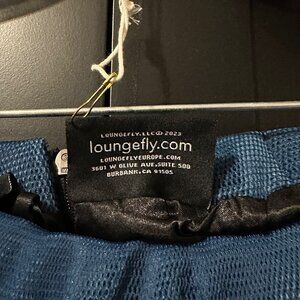 LOUNGEFLY.LLC© 2023
loungefly.com
LOUNGEFLYEUROPE.COM
3601 W OLIVE AVE.SUITE 500
BURBANK.CA 91505